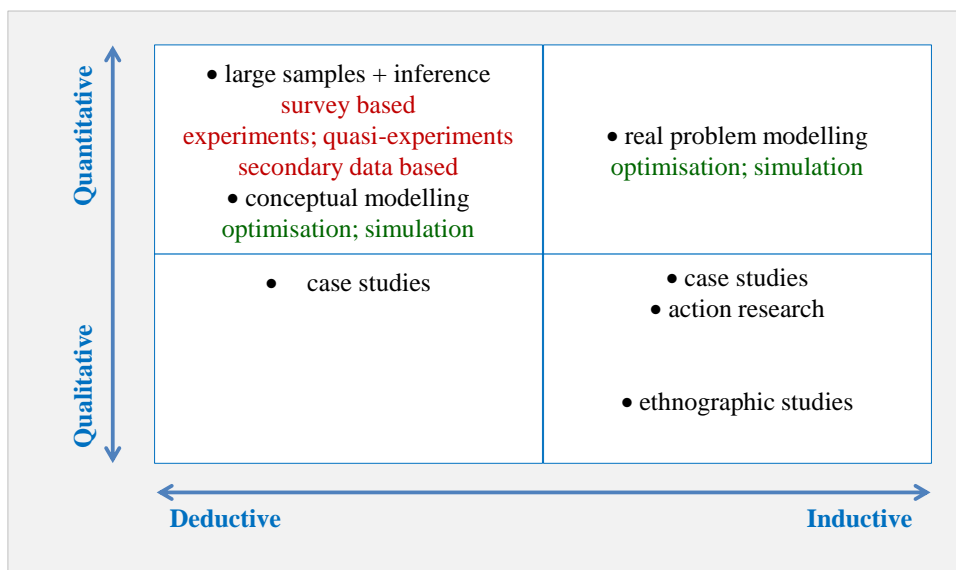 Quantitative
• large samples + inference
survey based
experiments; quasi-experiments
secondary data based
• conceptual modelling
optimisation; simulation
• real problem modelling
optimisation; simulation
Qualitative
• case studies
• case studies
• action research
• ethnographic studies
Deductive
Inductive